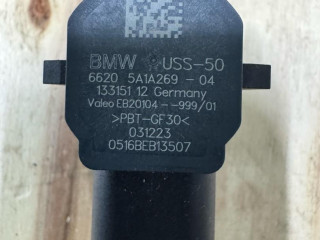 BMW USS-50
6620 5A1A269-04
133151 12 Germany
Valeo EB20104--999/01
>PBT-GF30<
031223
0516BEB13507